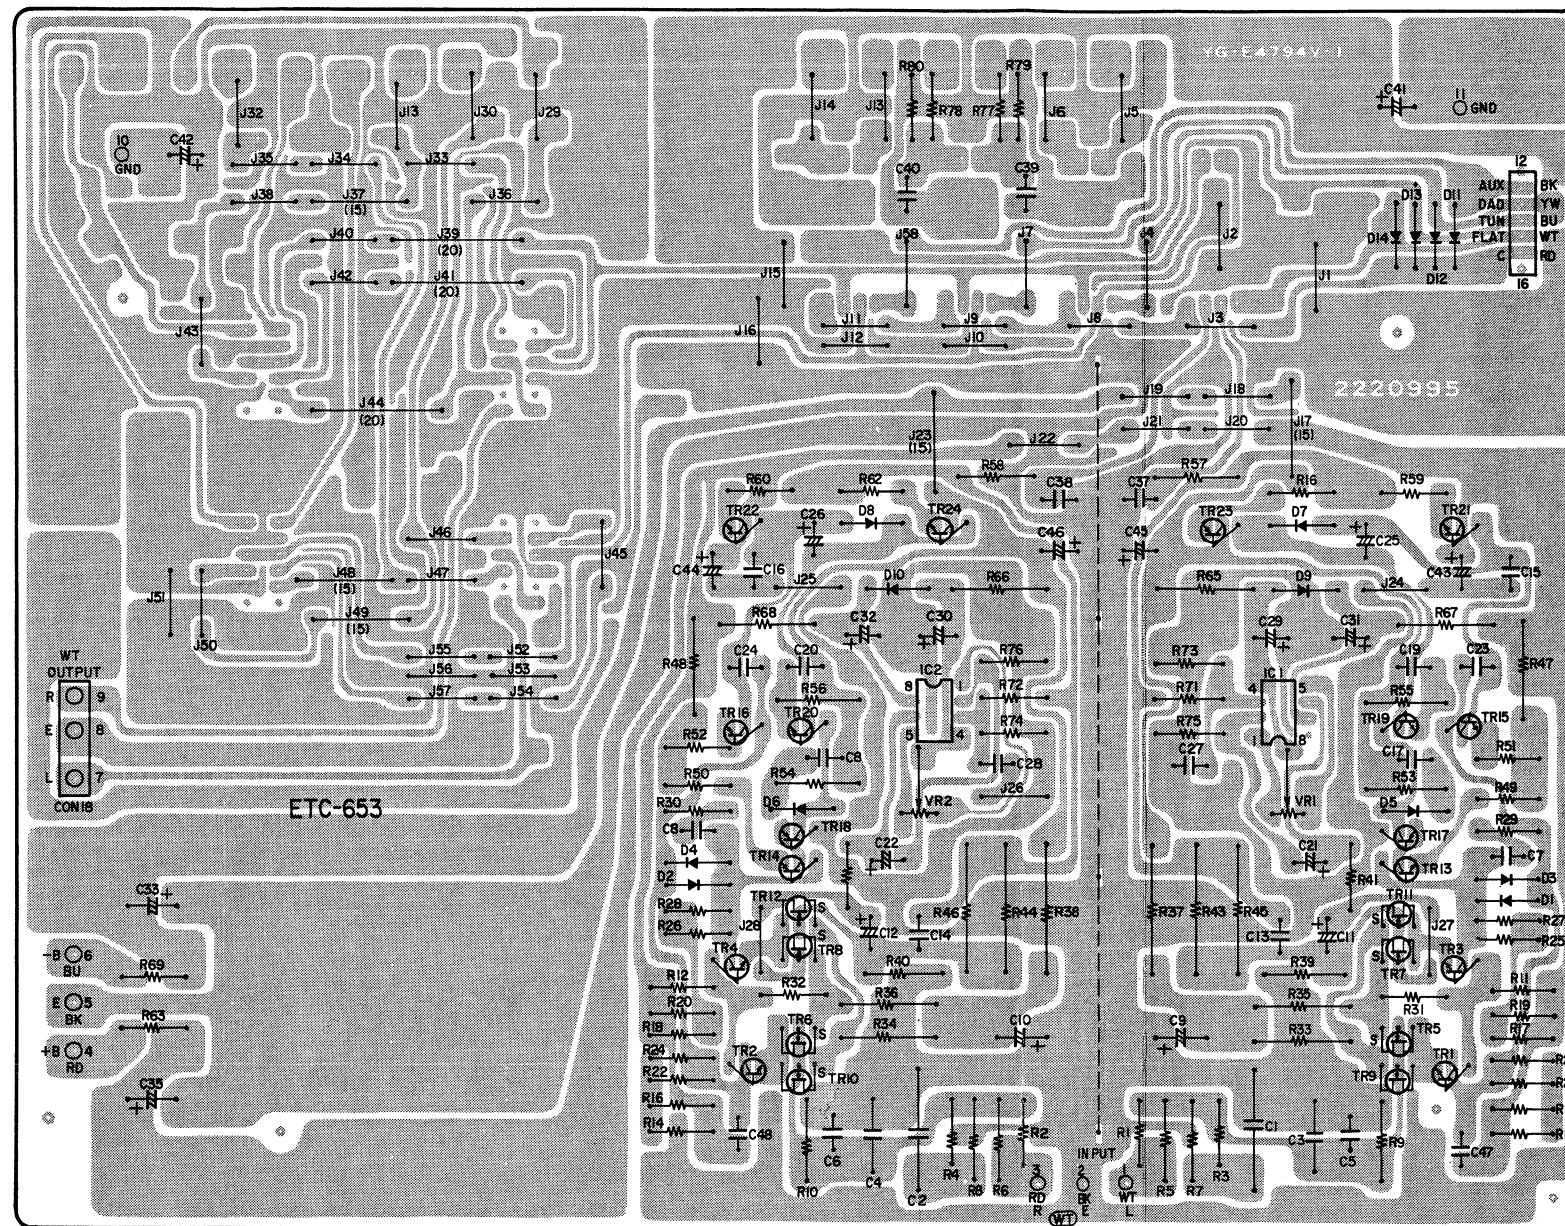 YG-E4794V-1
R80 R79
C41 11
GND
J32 J13 J30 J29 J14 J13 R78 R77 J6 J5
10 C42
GND
J35 J34 J33
C40 C39
12
AUX BK
DAD YW
TUN BU
FLAT WT
C RD
16
D13 D11
D14
D12
J38 J37 J36
(15)
J40 J39
(20)
J58 J7 J4 J2
J42 J41
(20)
J15 J1
J43 J16
J11 J9 J8 J3
J12 J10
2220995
J44
(20)
J19 J18
J23
(15)
J22 J21 J20 J17
(15)
R60 R62 R58 R57 R16 R59
C38 C37
TR22 C26 D8 TR24 TR23 D7 TR21
J46 C46 C45 C25
J45
C44 C16 C43 C15
J48
(15)
J47 J25 D10 R66 R65 D9 J24
J51 J50
J49
(15)
R68 R67
C32 C30 C29 C31
WT
OUTPUT
J55 J52
J56 J53
J57 J54
R48 C24 C20 R76 R73 C19 C23 R47
R 9
E 8
L 7
CON18
IC2 IC1
8 1
5 4
4 5
1 8
R56 R72 R71 R55
TR16 TR20 R74 R75 TR19 TR15
R52 C8 C28 C27 C17 R51
R50 R54 J26 R53 R49
ETC-653
R30 D6 VR2 VR1 D5 R29
C8 TR18 TR17 C7
D4 TR14 C22 C21 TR13 D3
D2 R41 D1
C33
R28 TR12 S R46 R44 R38 R37 R43 R45 TR11 R27
R26 J28 C12 C14 C13 C11 S J27 R25
-B 6
BU
TR4 S TR8 S TR7 TR3
R69 R12 R40 R39 R11
E 5
BK
R20 R32 R36 R35 R31 R19
R63 R18 TR6 R34 C10 C9 R33 S TR5 R17
+B 4
RD
R24 TR2 TR1
R22 S TR10 TR9
C35 R16
R14 C48 R2 R1 C1 C3 C5 R9 C47
C6
R10 C4 C2 R4 R8 R6 R5 R7 R3
INPUT
3 2 1
RD BK WT
R E L
WT